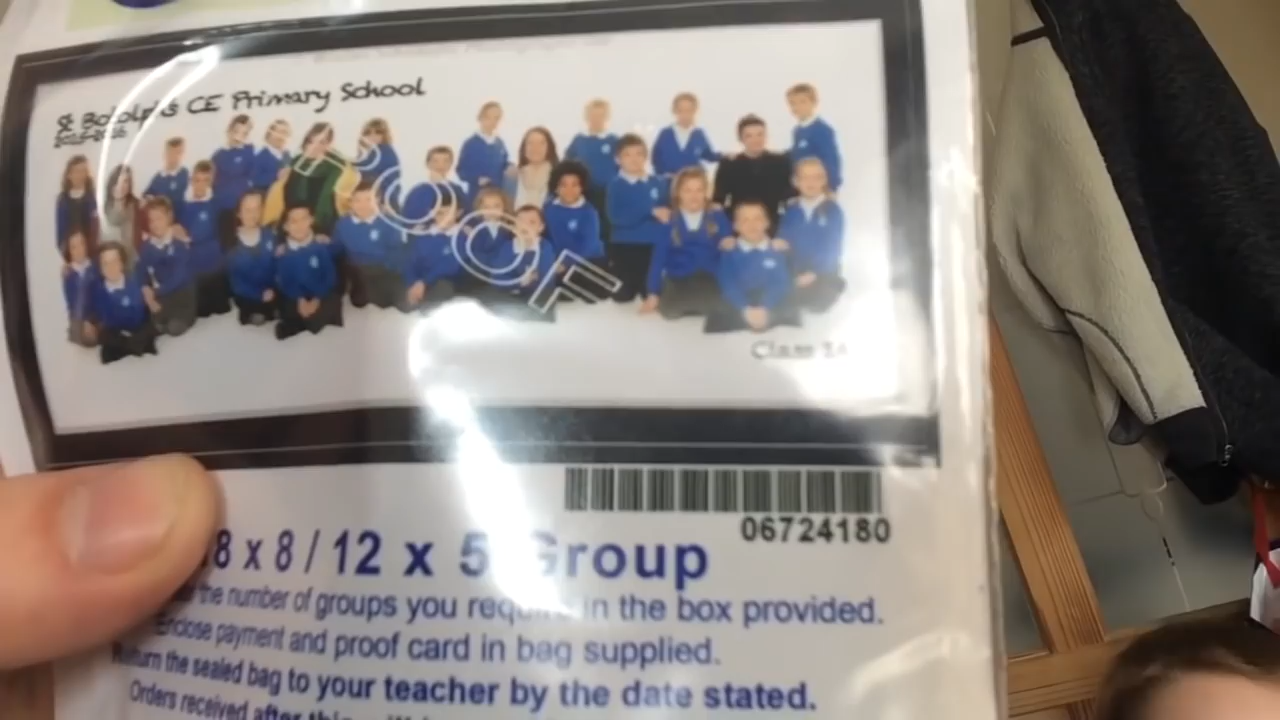 St Botolph's CE Primary School
PROOF
Class
06724180
8 x 8 / 12 x 5 Group
the number of groups you require in the box provided.
Enclose payment and proof card in bag supplied.
Return the sealed bag to your teacher by the date stated.
Orders received after this